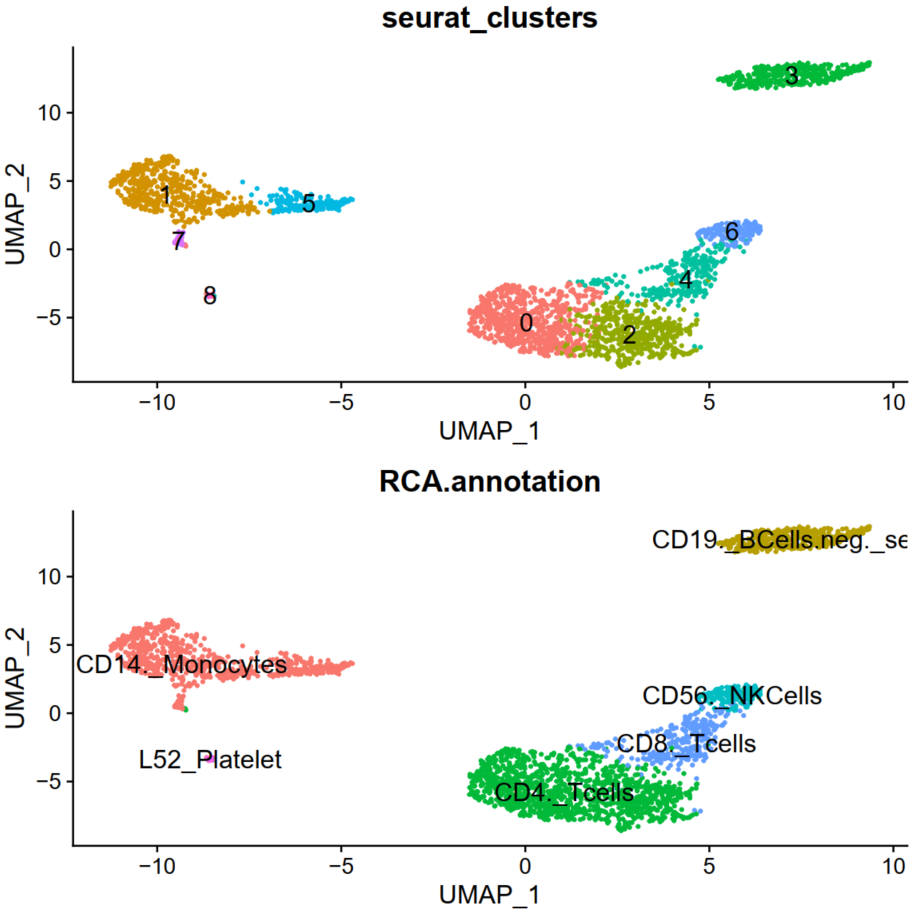 seurat_clusters
3
10
5
1
5
7
0
6
8
4
−5
0
2
−10
−5
0
5
10
UMAP_1
UMAP_2
RCA.annotation
CD19._BCells.neg._se
10
5
CD14._Monocytes
CD56._NKCells
0
CD8._Tcells
L52_Platelet
−5
CD4._Tcells
−10
−5
0
5
10
UMAP_1
UMAP_2